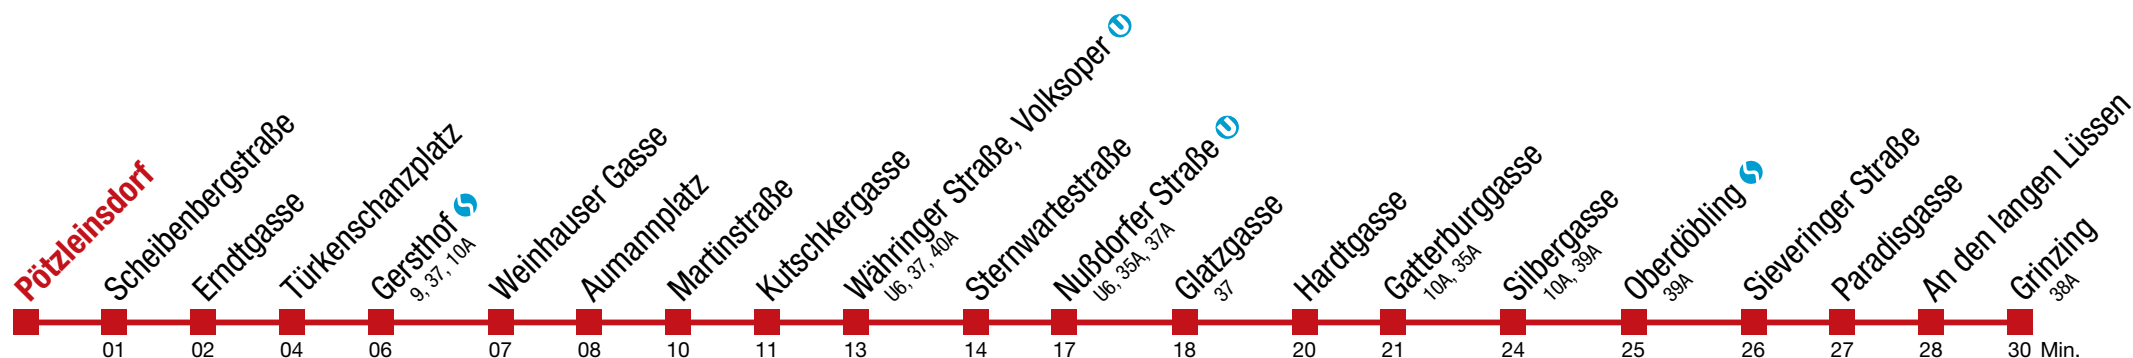 Pötzleinsdorf
Scheibenbergstraße
Erndtgasse
Türkenschanzplatz
Gersthof
9, 37, 10A
Weinhauser Gasse
Aumannplatz
Martinstraße
Kutschkergasse
Währinger Straße, Volksoper U
U6, 37, 40A
Sternwartestraße
Nußdorfer Straße U
U6, 35A, 37A
Glatzgasse
37
Hardtgasse
Gatterburggasse
10A, 35A
Silbergasse
10A, 39A
Oberdöbling
39A
Sieveringer Straße
Paradisgasse
An den langen Lüssen
Grinzing
38A
01 02 04 06 07 08 10 11 13 14 17 18 20 21 24 25 26 27 28 30 Min.